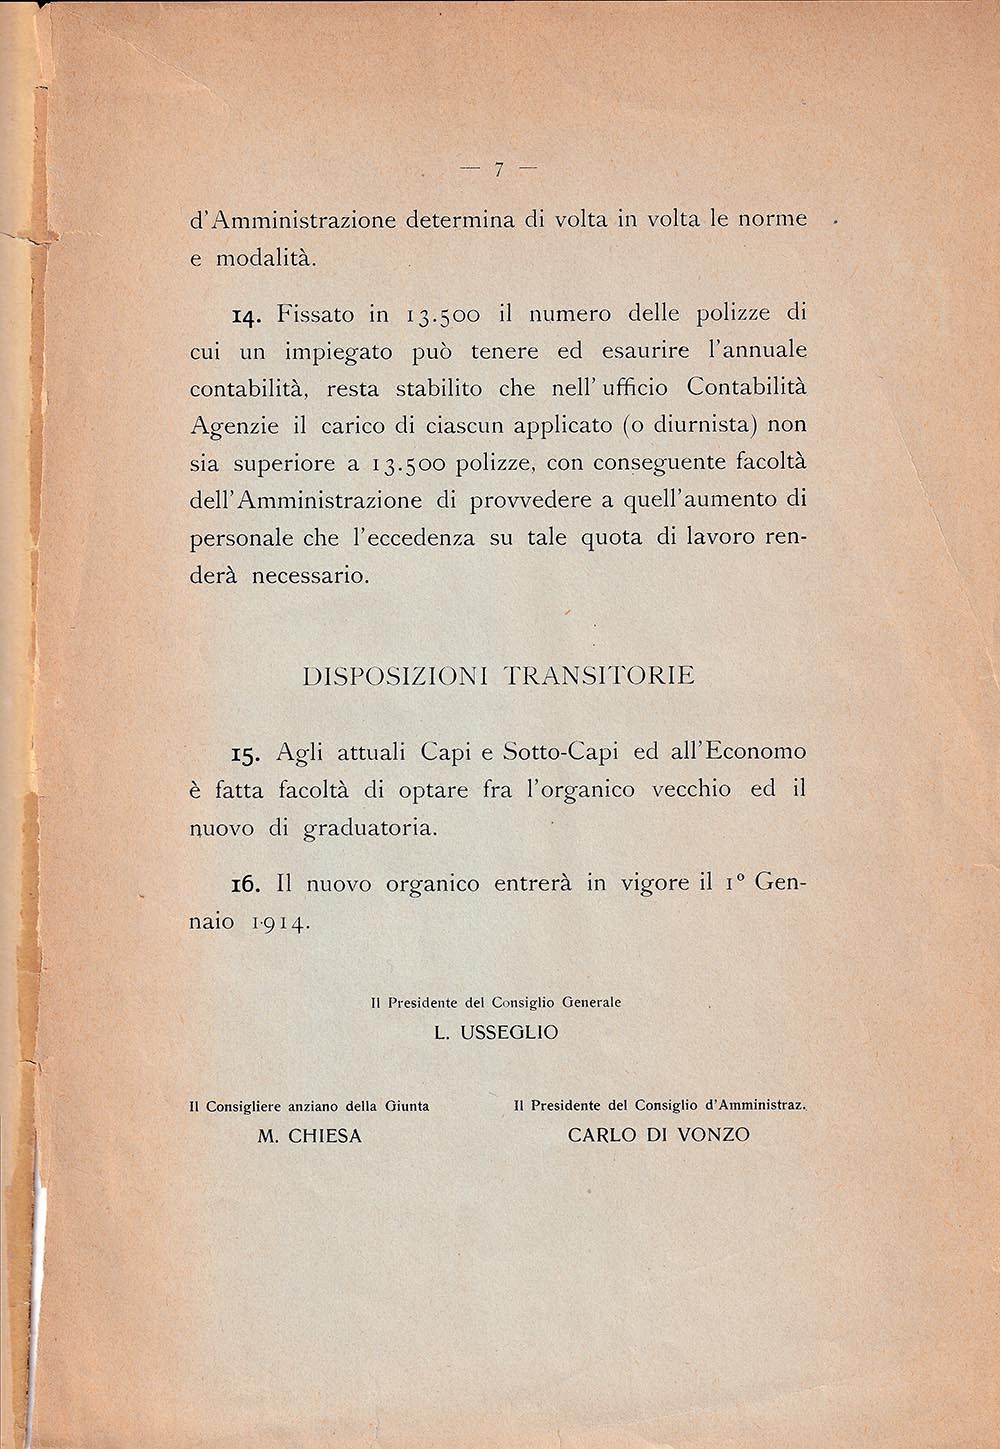 — 7 —
d'Amministrazione determina di volta in volta le norme
e modalità.
14. Fissato in 13.500 il numero delle polizze di
cui un impiegato può tenere ed esaurire l'annuale
contabilità, resta stabilito che nell'ufficio Contabilità
Agenzie il carico di ciascun applicato (o diurnista) non
sia superiore a 13.500 polizze, con conseguente facoltà
dell'Amministrazione di provvedere a quell'aumento di
personale che l'eccedenza su tale quota di lavoro ren-
derà necessario.
DISPOSIZIONI TRANSITORIE
15. Agli attuali Capi e Sotto-Capi ed all'Economo
è fatta facoltà di optare fra l'organico vecchio ed il
nuovo di graduatoria.
16. Il nuovo organico entrerà in vigore il 1° Gen-
naio 1914.
Il Presidente del Consiglio Generale
L. USSEGLIO
Il Consigliere anziano della Giunta
M. CHIESA
Il Presidente del Consiglio d'Amministraz.
CARLO DI VONZO